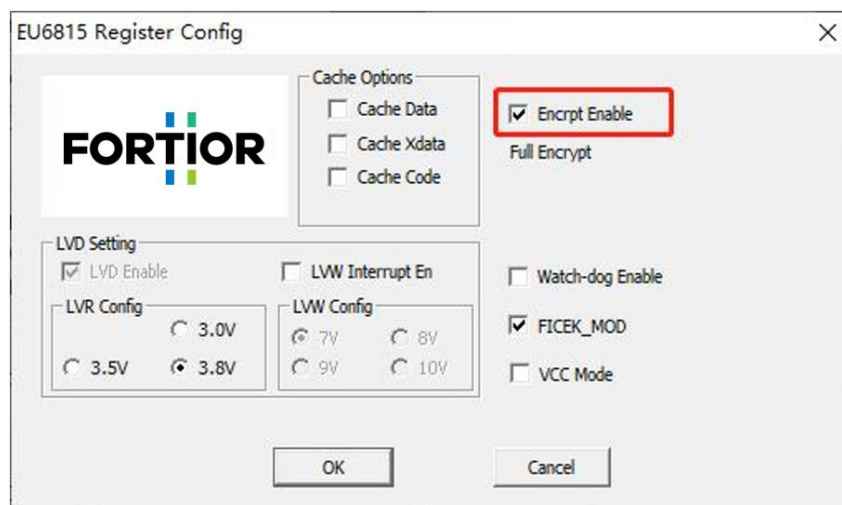 EU6815 Register Config
FORTIOR
Cache Options
Cache Data
Cache Xdata
Cache Code
Encrpt Enable
Full Encrypt
LVD Setting
LVD Enable
LVW Interrupt En
LVR Config
3.0V
3.5V
3.8V
LVW Config
7V
8V
9V
10V
Watch-dog Enable
FICEK_MOD
VCC Mode
OK
Cancel